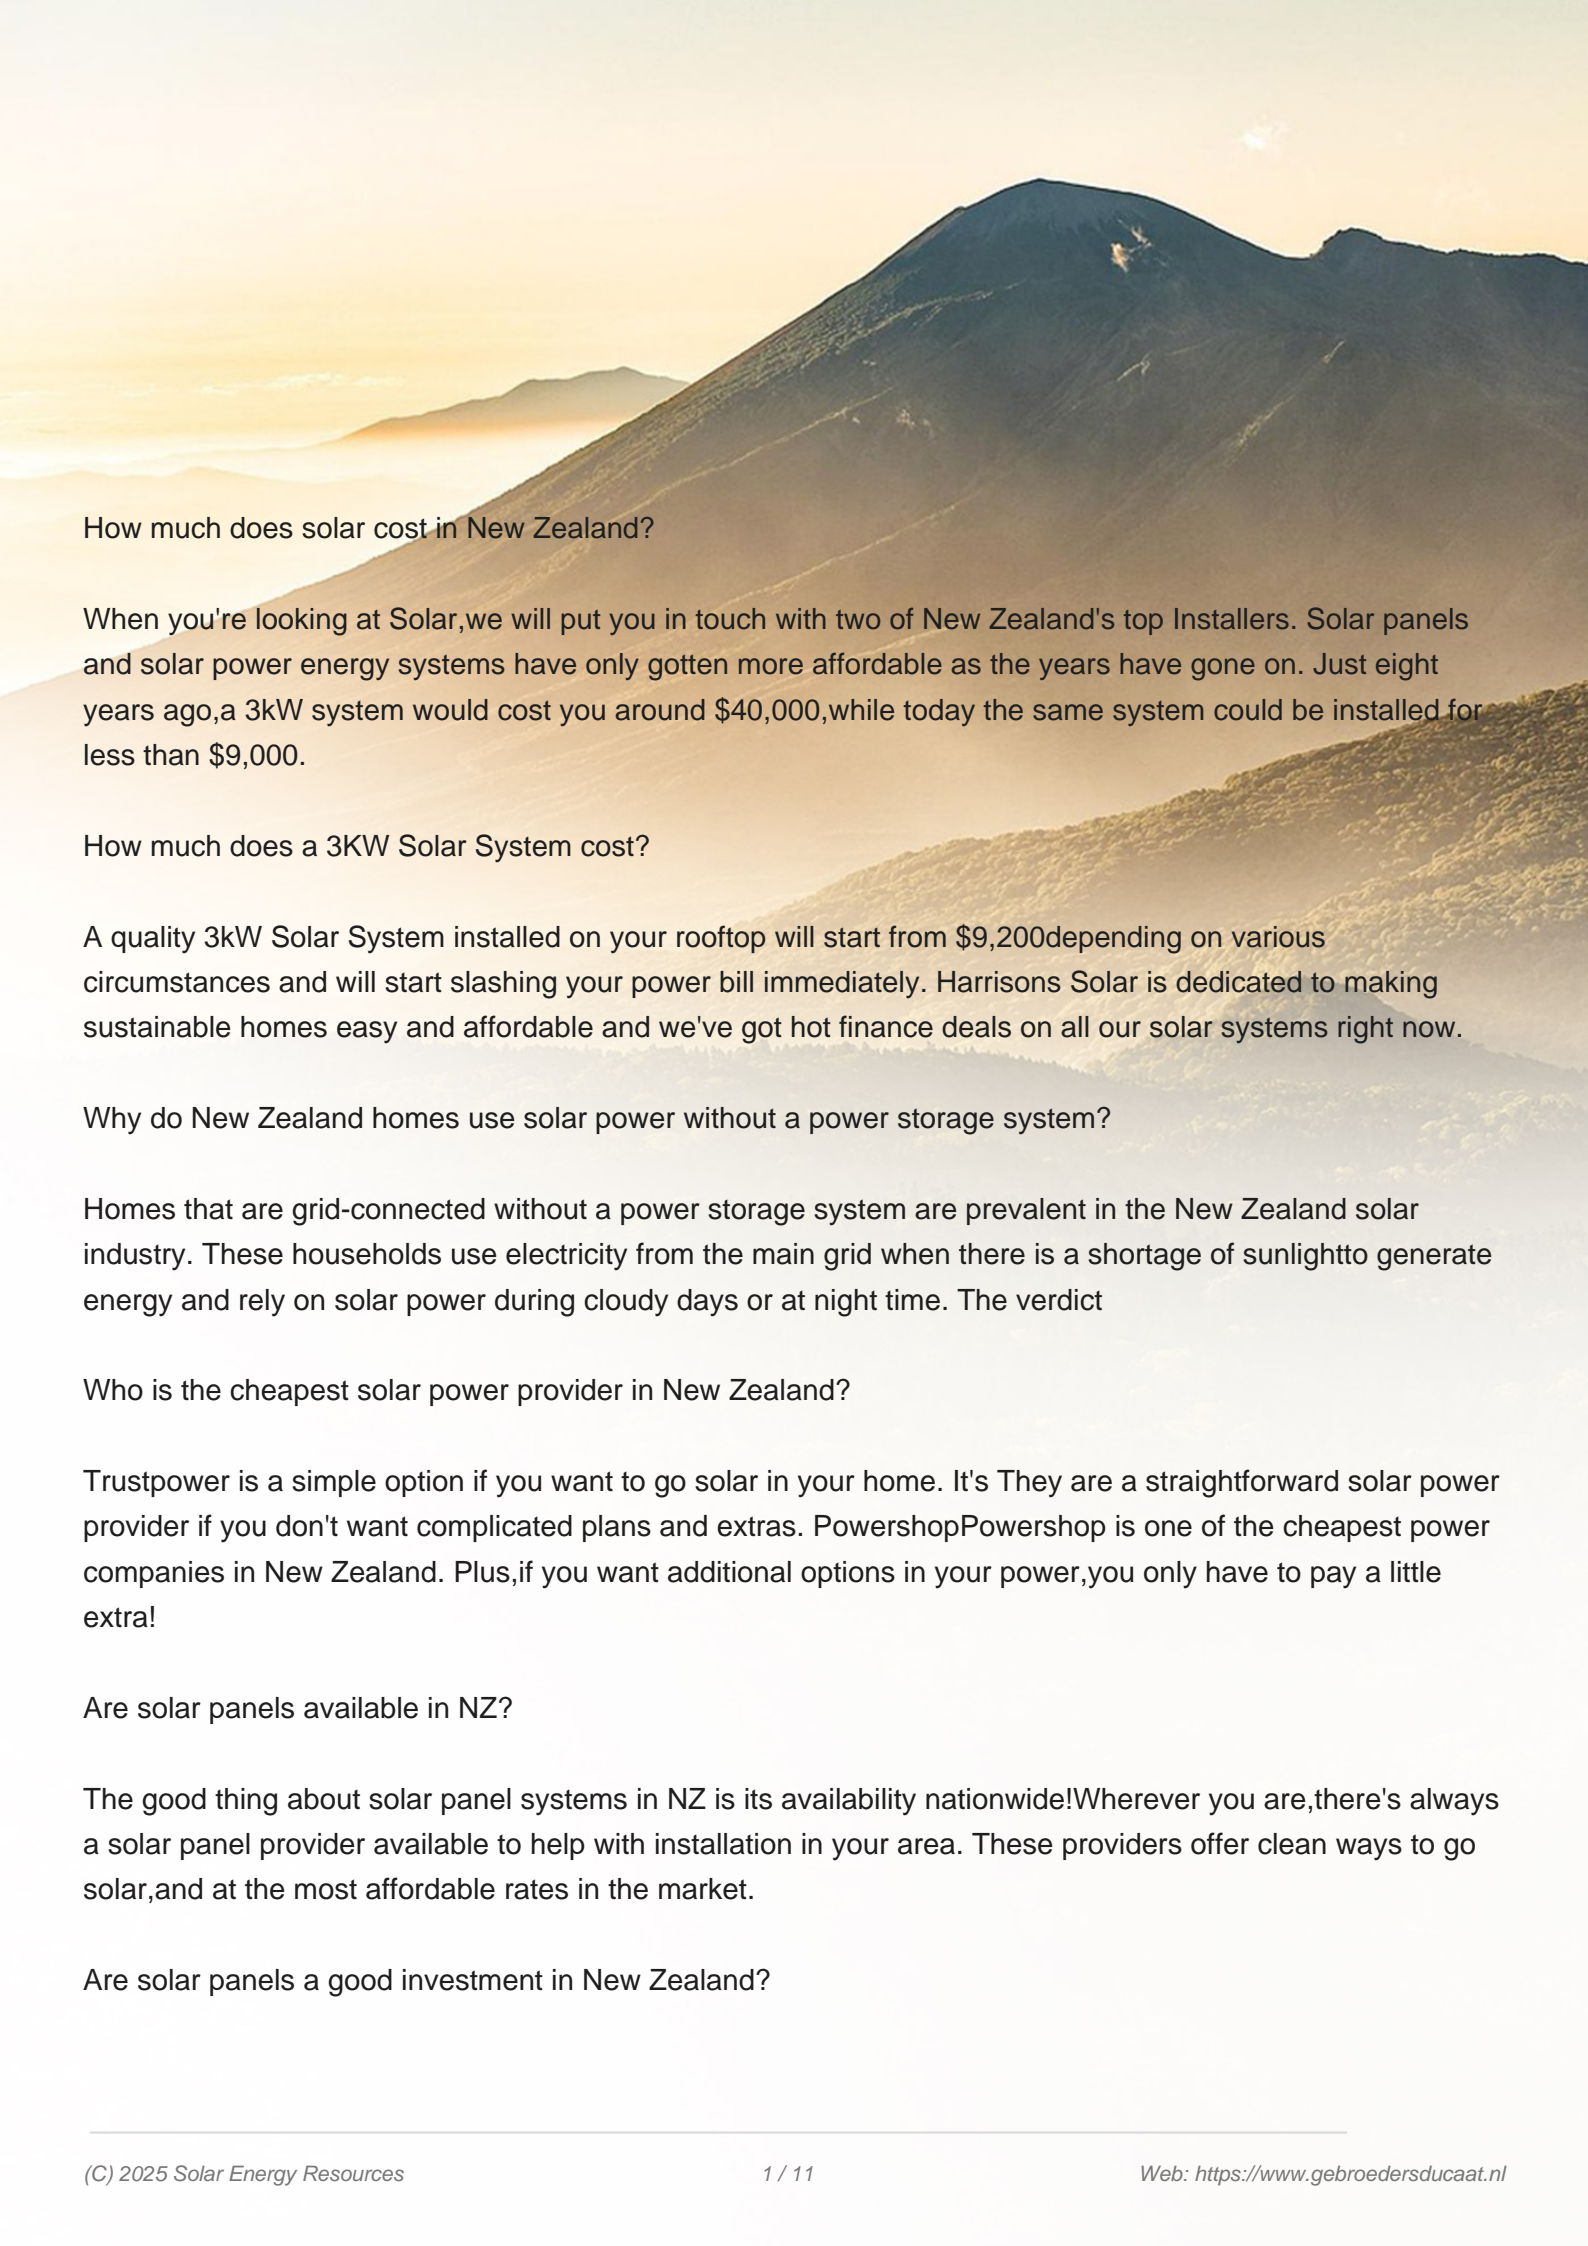 How much does solar cost in New Zealand?
When you're looking at Solar,we will put you in touch with two of New Zealand's top Installers. Solar panels
and solar power energy systems have only gotten more affordable as the years have gone on. Just eight
years ago,a 3kW system would cost you around $40,000,while today the same system could be installed for
less than $9,000.
How much does a 3KW Solar System cost?
A quality 3kW Solar System installed on your rooftop will start from $9,200depending on various
circumstances and will start slashing your power bill immediately. Harrisons Solar is dedicated to making
sustainable homes easy and affordable and we've got hot finance deals on all our solar systems right now.
Why do New Zealand homes use solar power without a power storage system?
Homes that are grid-connected without a power storage system are prevalent in the New Zealand solar
industry. These households use electricity from the main grid when there is a shortage of sunlightto generate
energy and rely on solar power during cloudy days or at night time. The verdict
Who is the cheapest solar power provider in New Zealand?
Trustpower is a simple option if you want to go solar in your home. It's They are a straightforward solar power
provider if you don't want complicated plans and extras. PowershopPowershop is one of the cheapest power
companies in New Zealand. Plus,if you want additional options in your power,you only have to pay a little
extra!
Are solar panels available in NZ?
The good thing about solar panel systems in NZ is its availability nationwide!Wherever you are,there's always
a solar panel provider available to help with installation in your area. These providers offer clean ways to go
solar,and at the most affordable rates in the market.
Are solar panels a good investment in New Zealand?
(C) 2025 Solar Energy Resources
1 / 11
Web: https://www.gebroedersducaat.nl